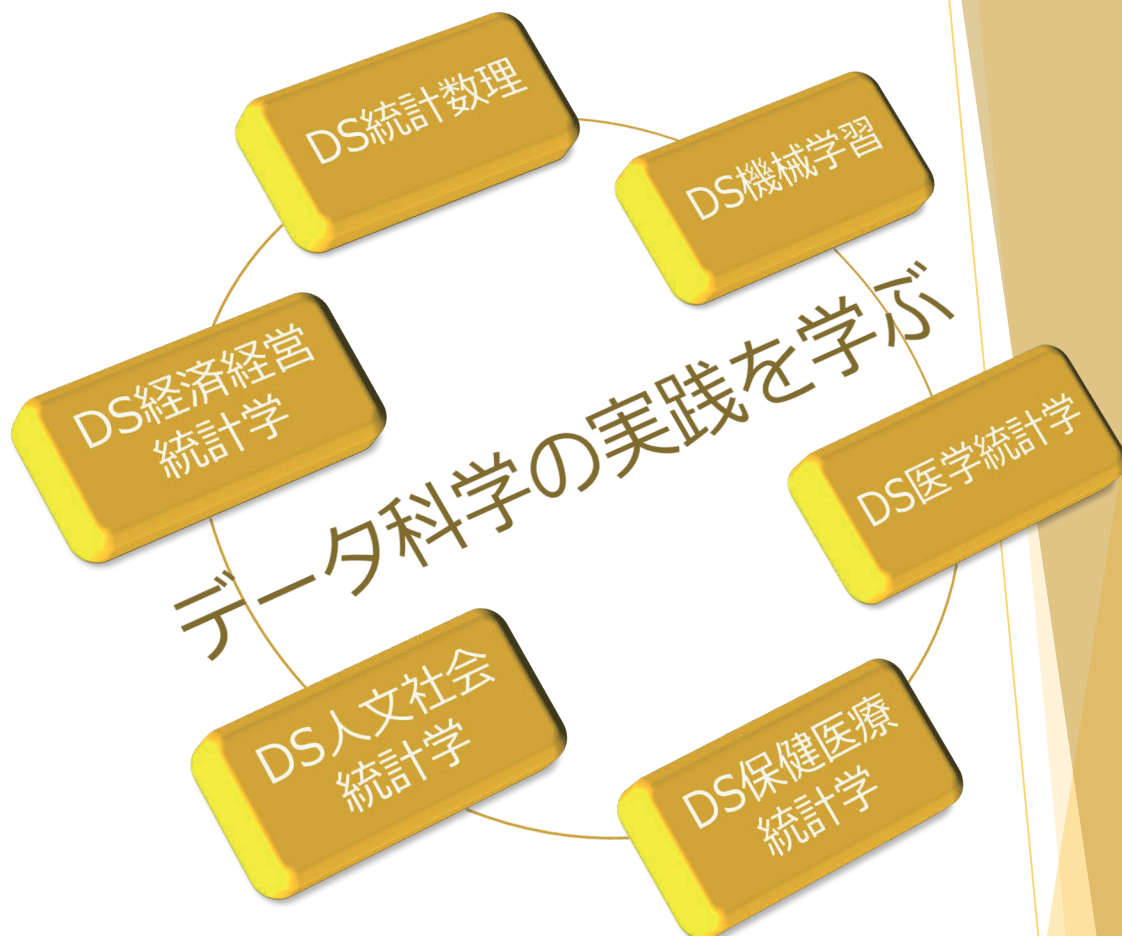 DS統計数理
DS機械学習
DS経済経営
統計学
データ科学の実践を学ぶ
DS医学統計学
DS人文社会
統計学
DS保健医療
統計学